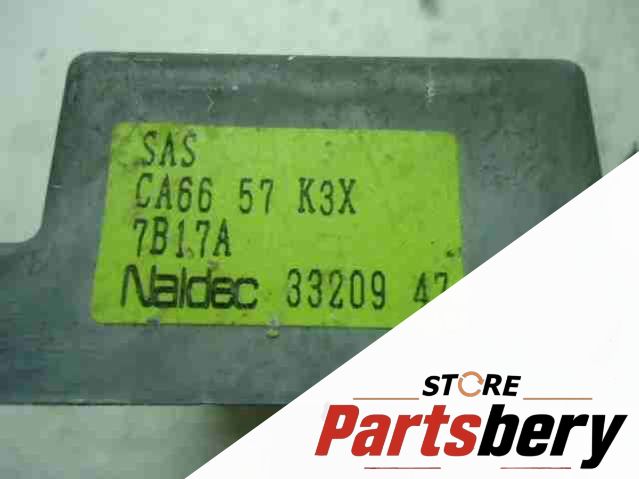 SAS
CA66 57 K3X
7B17A
Naldec 33209 47
STORE
Partsbery